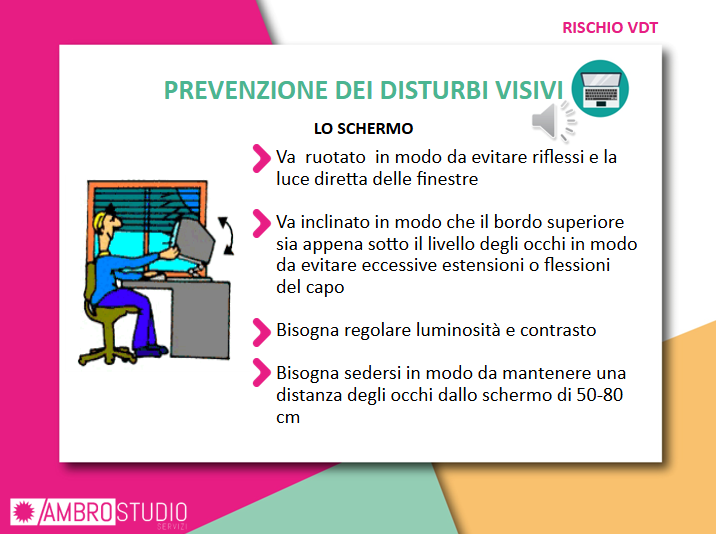 RISCHIO VDT
PREVENZIONE DEI DISTURBI VISIVI
LO SCHERMO
Va ruotato in modo da evitare riflessi e la
luce diretta delle finestre
Va inclinato in modo che il bordo superiore
sia appena sotto il livello degli occhi in modo
da evitare eccessive estensioni o flessioni
del capo
Bisogna regolare luminosità e contrasto
Bisogna sedersi in modo da mantenere una
distanza degli occhi dallo schermo di 50-80
cm
AMBROSTUDIO
SERVIZI